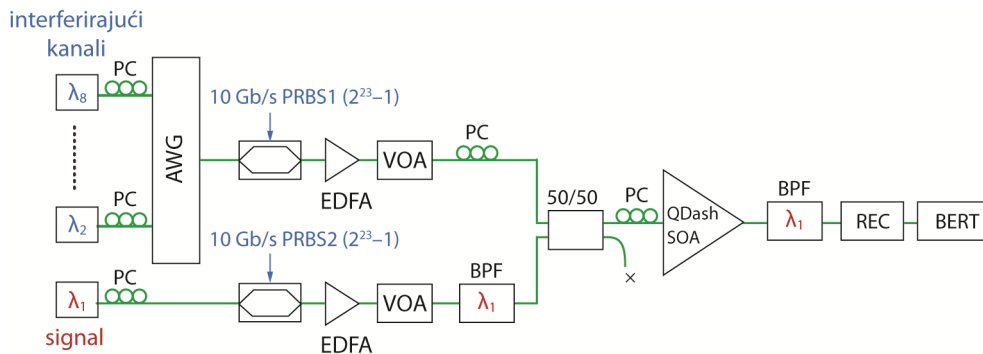 interferirajući
kanali
λ8
PC
λ2
PC
AWG
10 Gb/s PRBS1 (2²³–1)
EDFA
VOA
PC
λ1
signal
PC
10 Gb/s PRBS2 (2²³–1)
EDFA
VOA
BPF
λ1
50/50
×
PC
QDash
SOA
BPF
λ1
REC
BERT